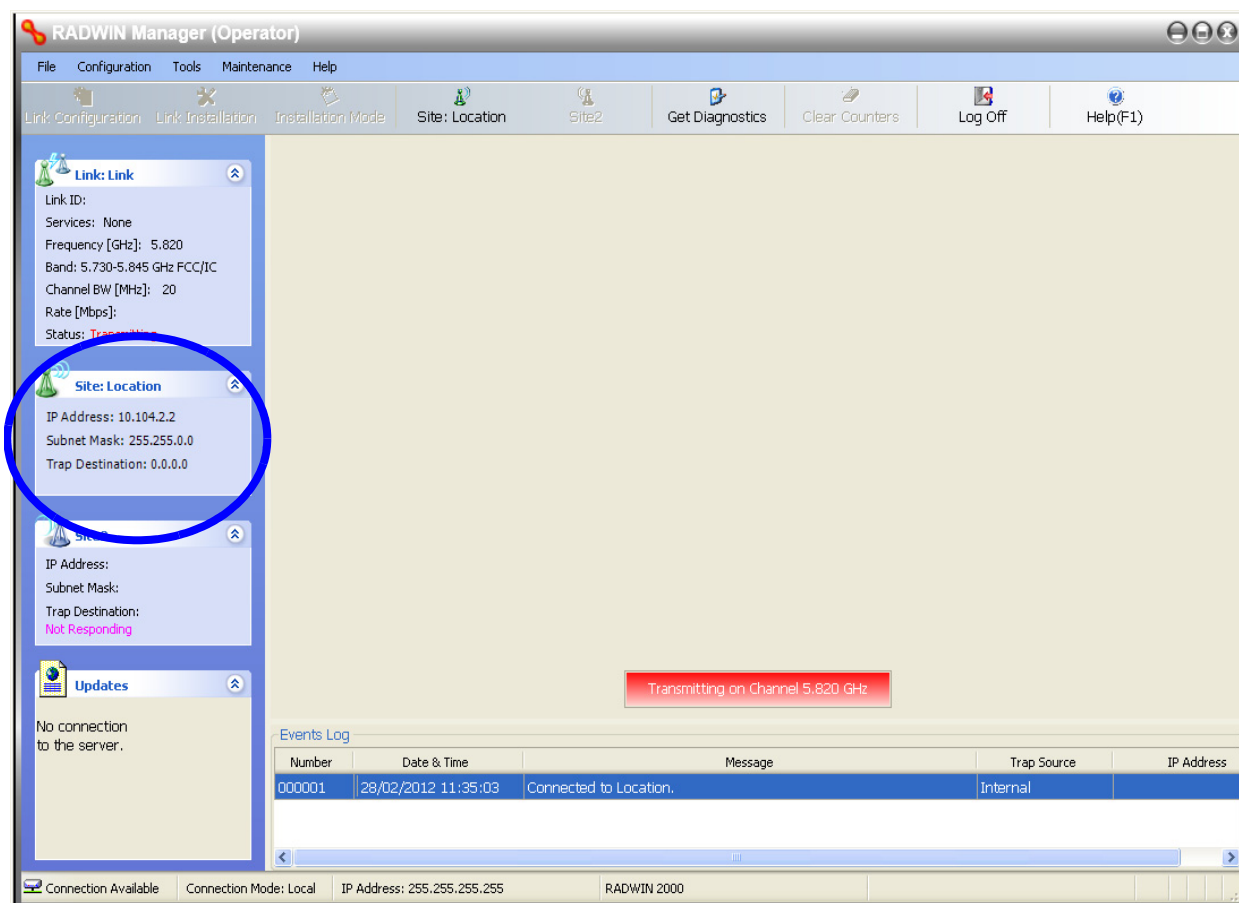 RADWIN Manager (Operator)
File Configuration Tools Maintenance Help
Link Configuration Link Installation Installation Mode Site: Location Site2 Get Diagnostics Clear Counters Log Off Help(F1)
Link: Link
Link ID:
Services: None
Frequency [GHz]: 5.820
Band: 5.730-5.845 GHz FCC/IC
Channel BW [MHz]: 20
Rate [Mbps]:
Status: Transmitting
Site: Location
IP Address: 10.104.2.2
Subnet Mask: 255.255.0.0
Trap Destination: 0.0.0.0
Site2
IP Address:
Subnet Mask:
Trap Destination:
Not Responding
Updates
No connection
to the server.
Transmitting on Channel 5.820 GHz
Events Log
Number Date & Time Message Trap Source IP Address
000001 28/02/2012 11:35:03 Connected to Location. Internal
Connection Available Connection Mode: Local IP Address: 255.255.255.255 RADWIN 2000